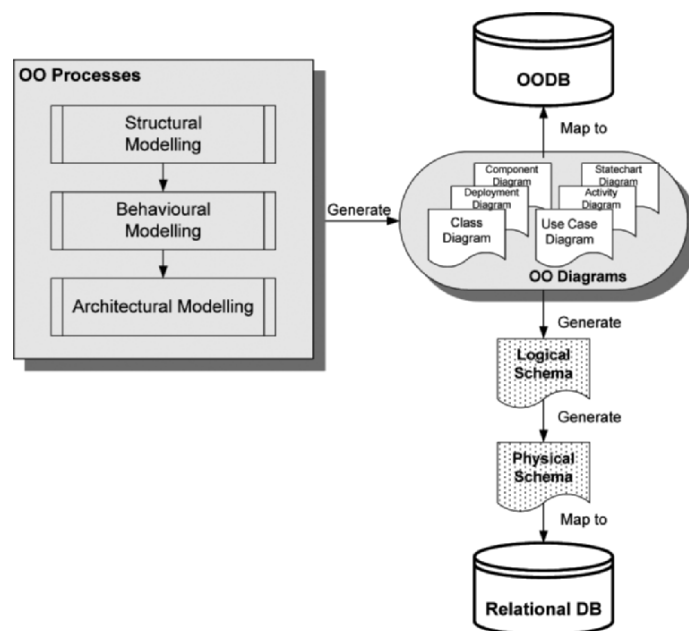 OO Processes
Structural
Modelling
Behavioural
Modelling
Architectural Modelling
Generate
OODB
Map to
Component
Diagram
Statechart
Diagram
Deployment
Diagram
Activity
Diagram
Class
Diagram
Use Case
Diagram
OO Diagrams
Generate
Logical
Schema
Generate
Physical
Schema
Map to
Relational DB